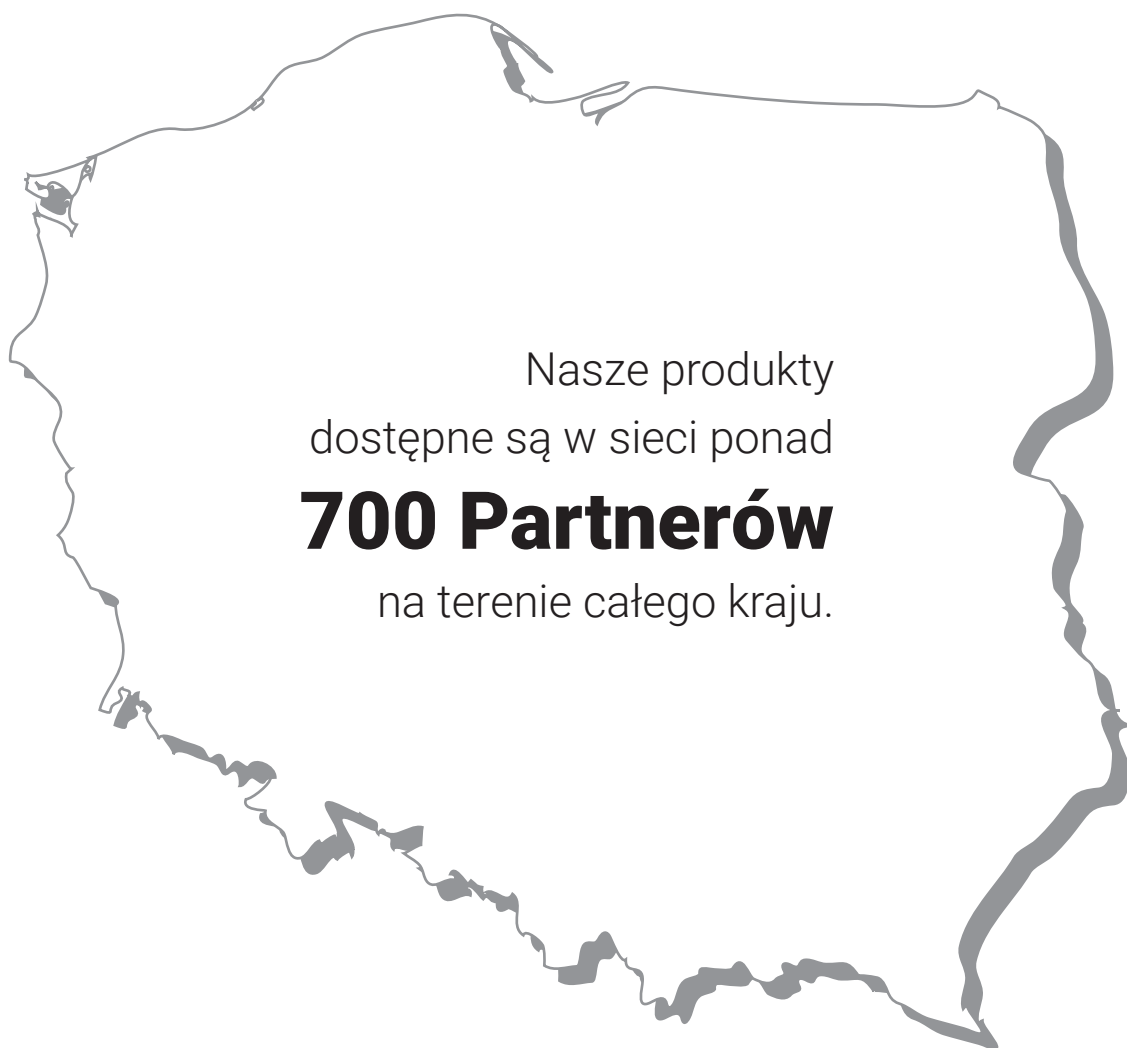 Nasze produkty
dostępne są w sieci ponad
700 Partnerów
na terenie całego kraju.